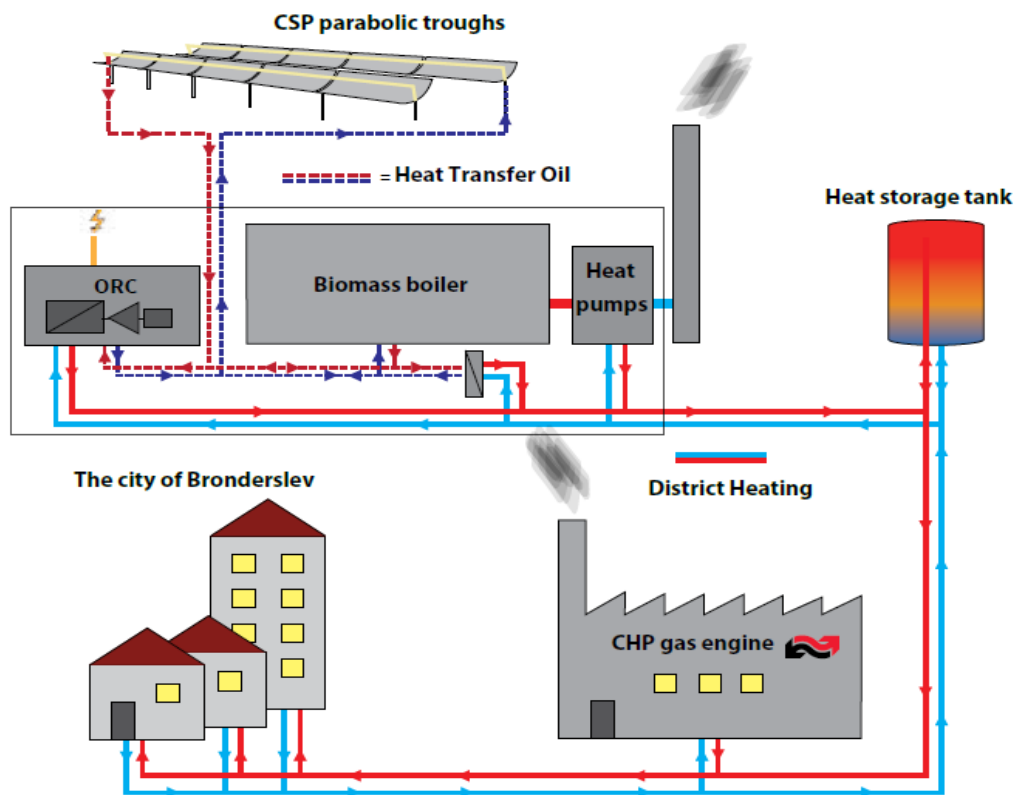 CSP parabolic troughs
= Heat Transfer Oil
Heat storage tank
ORC
Biomass boiler
Heat
pumps
The city of Bronderslev
District Heating
CHP gas engine